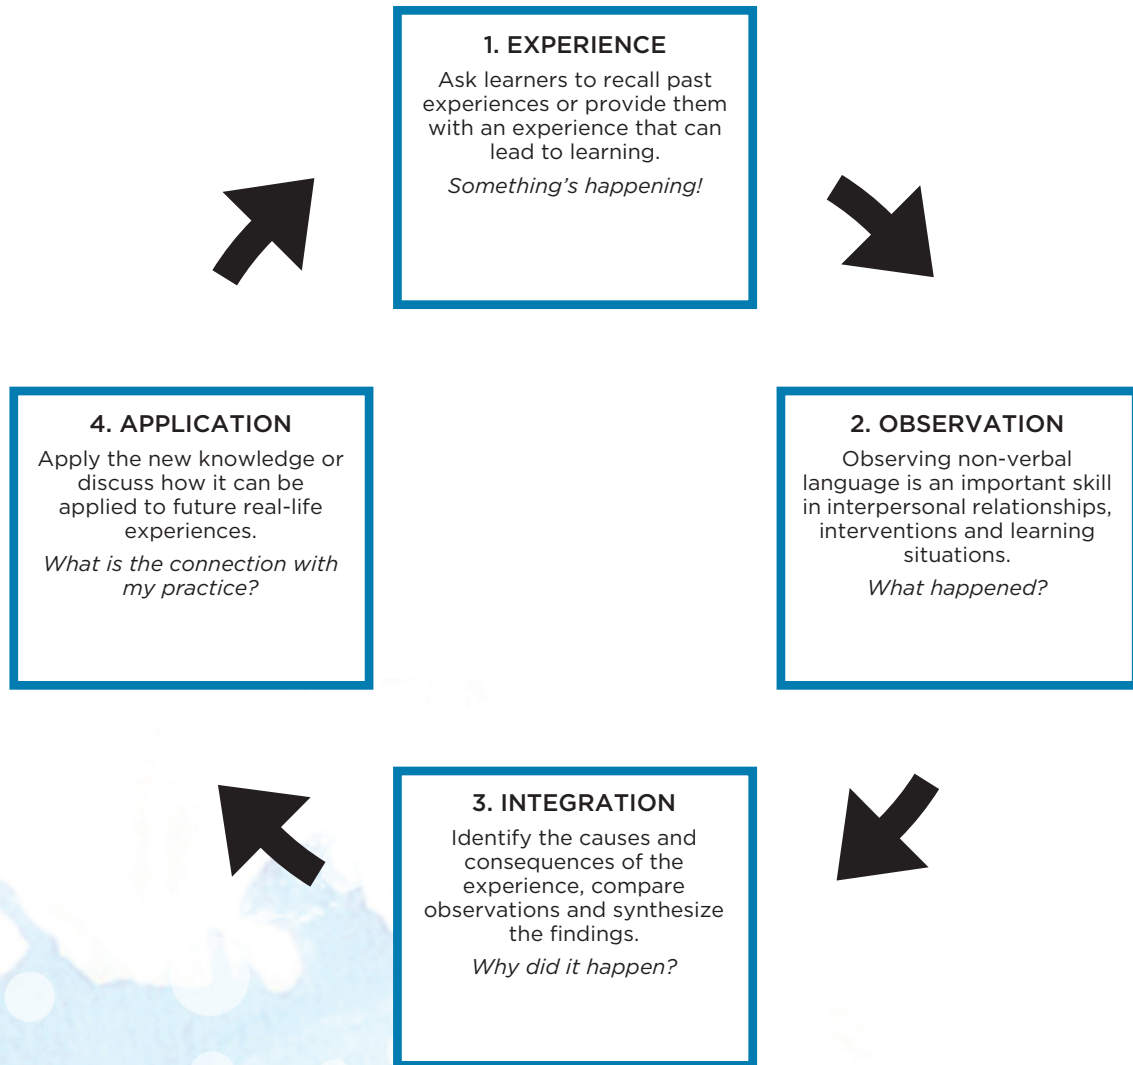 1. EXPERIENCE
Ask learners to recall past
experiences or provide them
with an experience that can
lead to learning.
Something's happening!
2. OBSERVATION
Observing non-verbal
language is an important skill
in interpersonal relationships,
interventions and learning
situations.
What happened?
3. INTEGRATION
Identify the causes and
consequences of the
experience, compare
observations and synthesize
the findings.
Why did it happen?
4. APPLICATION
Apply the new knowledge or
discuss how it can be
applied to future real-life
experiences.
What is the connection with
my practice?